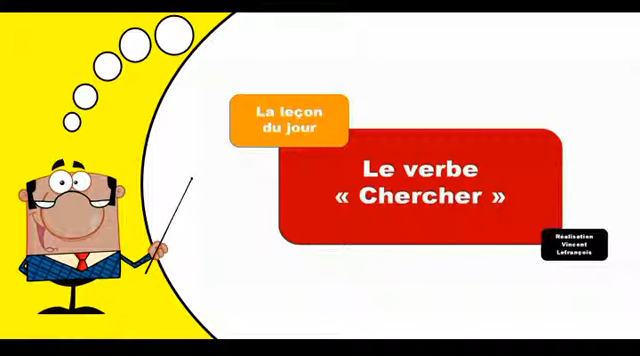 La leçon
du jour
Le verbe
« Chercher »
Réalisation
Vincent
Lefrançois